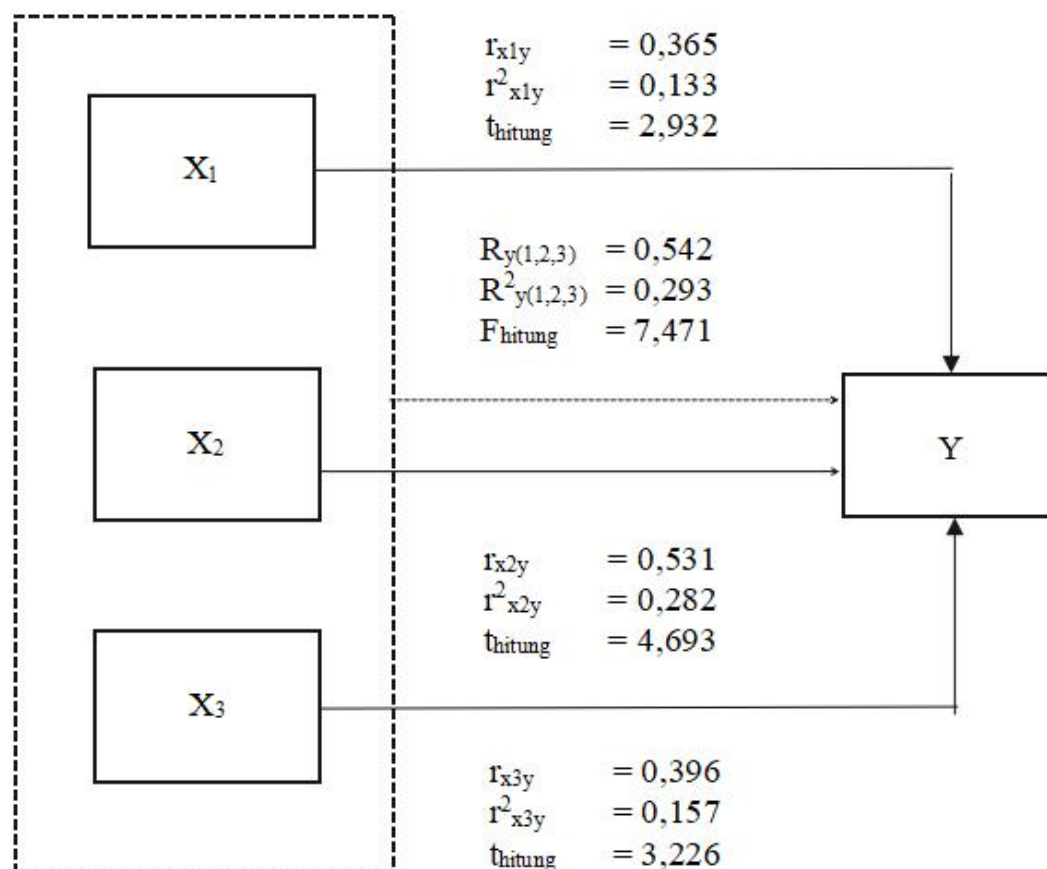 rx1y = 0,365
r²x1y = 0,133
thitung = 2,932
X1
Ry(1,2,3) = 0,542
R²y(1,2,3) = 0,293
Fhitung = 7,471
X2
Y
rx2y = 0,531
r²x2y = 0,282
thitung = 4,693
X3
rx3y = 0,396
r²x3y = 0,157
thitung = 3,226